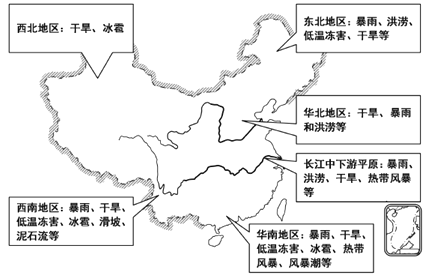 西北地区：干旱、冰雹
东北地区：暴雨、洪涝、
低温冻害、干旱等
华北地区：干旱、暴雨
和洪涝等
长江中下游平原：暴雨、
洪涝、干旱、热带风暴
等
西南地区：暴雨、干旱、
低温冻害、冰雹、滑坡、
泥石流等
华南地区：暴雨、干旱、
低温冻害、冰雹、热带
风暴、风暴潮等